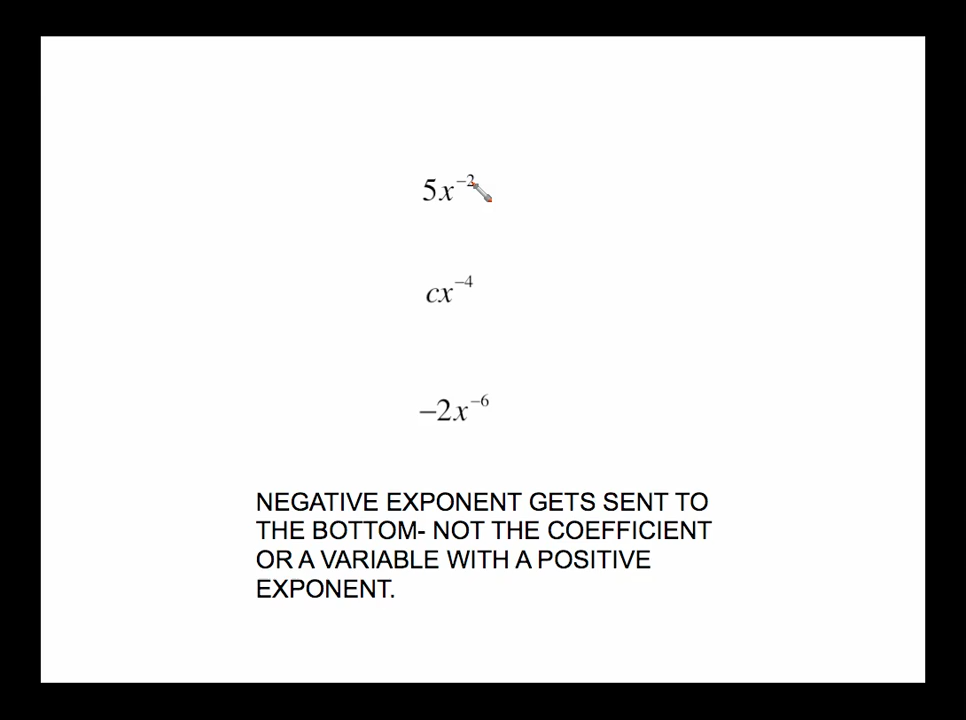 5x⁻²
cx⁻⁴
−2x⁻⁶
NEGATIVE EXPONENT GETS SENT TO
THE BOTTOM- NOT THE COEFFICIENT
OR A VARIABLE WITH A POSITIVE
EXPONENT.